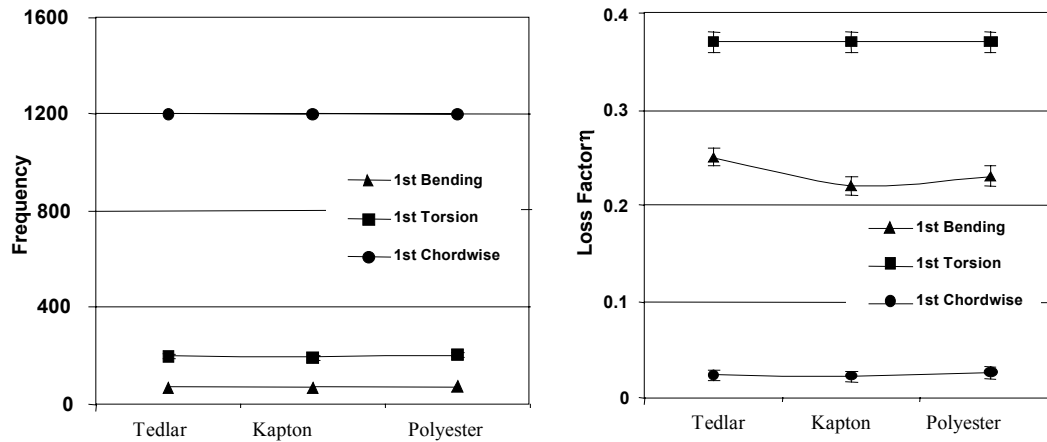 1600
1200
800
400
0
Frequency
1st Bending
1st Torsion
1st Chordwise
Tedlar Kapton Polyester
0.4
0.3
0.2
0.1
0
Loss Factorη
1st Bending
1st Torsion
1st Chordwise
Tedlar Kapton Polyester